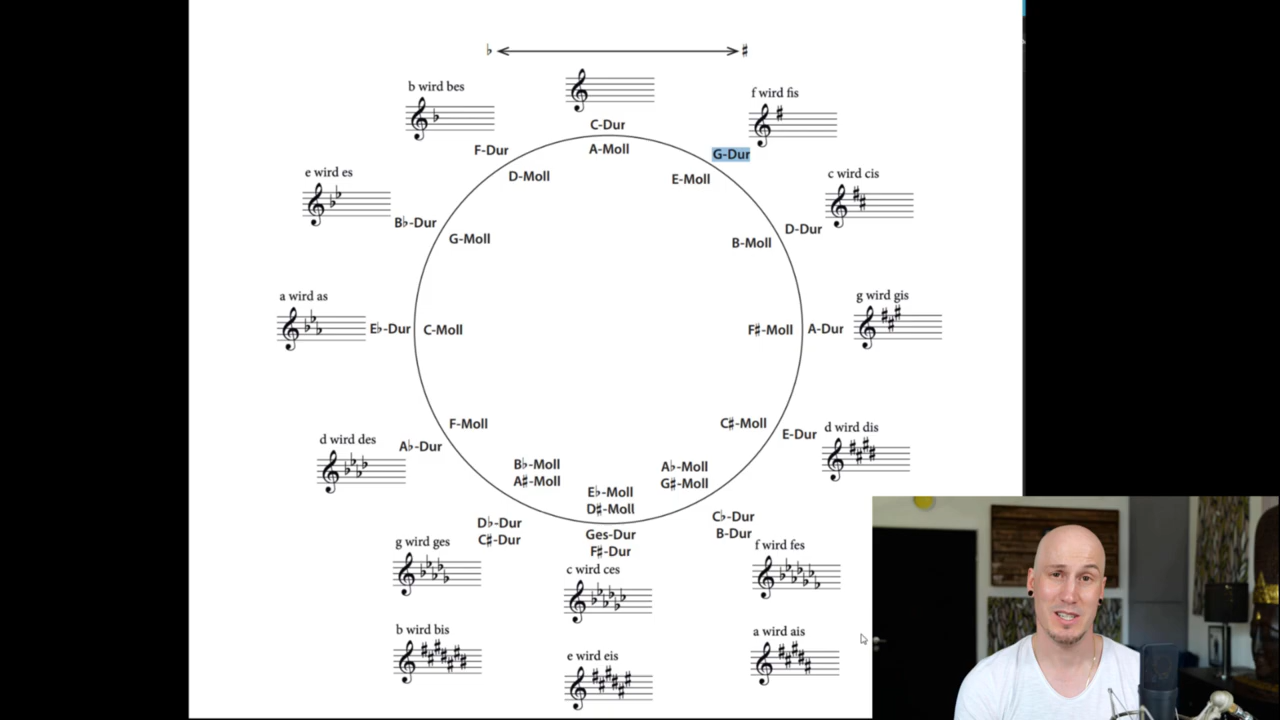 ♭ ♯
b wird bes
f wird fis
C-Dur
F-Dur
A-Moll
G-Dur
D-Moll
E-Moll
e wird es
c wird cis
B♭-Dur
D-Dur
G-Moll
B-Moll
a wird as
g wird gis
E♭-Dur
C-Moll
F♯-Moll
A-Dur
F-Moll
C♯-Moll
d wird des
A♭-Dur
E-Dur
d wird dis
B♭-Moll
A♯-Moll
A♭-Moll
G♯-Moll
E♭-Moll
D♯-Moll
D♭-Dur
C♯-Dur
C♭-Dur
B-Dur
Ges-Dur
F♯-Dur
g wird ges
f wird fes
c wird ces
b wird bis
a wird ais
e wird eis